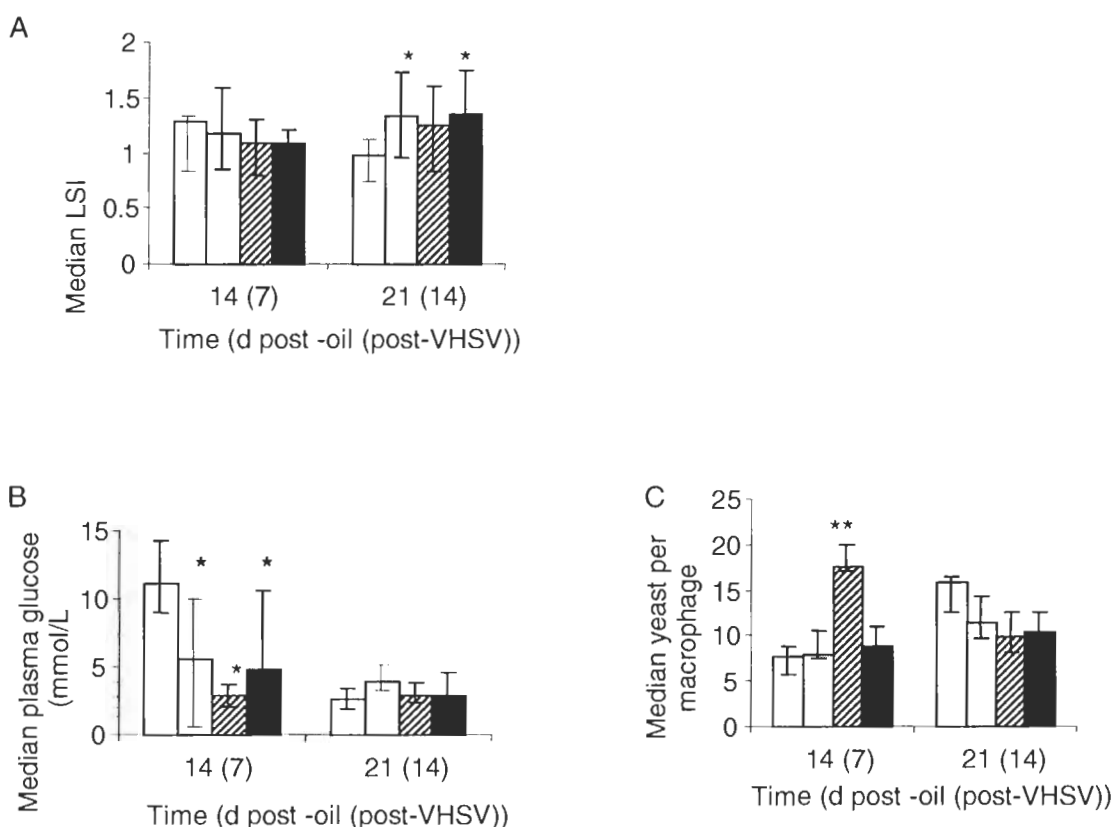 A
Median LSI
2
1.5
1
0.5
0
*
*
14 (7)
21 (14)
Time (d post -oil (post-VHSV))
B
Median plasma glucose
(mmol/L
15
10
5
0
*
*
*
14 (7)
21 (14)
Time (d post -oil (post-VHSV))
C
Median yeast per
macrophage
25
20
15
10
5
0
**
14 (7)
21 (14)
Time (d post -oil (post-VHSV))